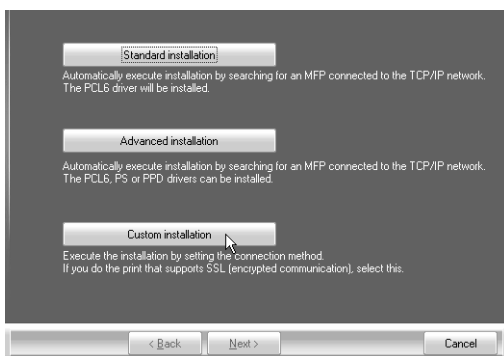 Standard installation
Automatically execute installation by searching for an MFP connected to the TCP/IP network.
The PCL6 driver will be installed.
Advanced installation
Automatically execute installation by searching for an MFP connected to the TCP/IP network.
The PCL6, PS or PPD drivers can be installed.
Custom installation
Execute the installation by setting the connection method.
If you do the print that supports SSL (encrypted communication), select this.
< Back Next > Cancel